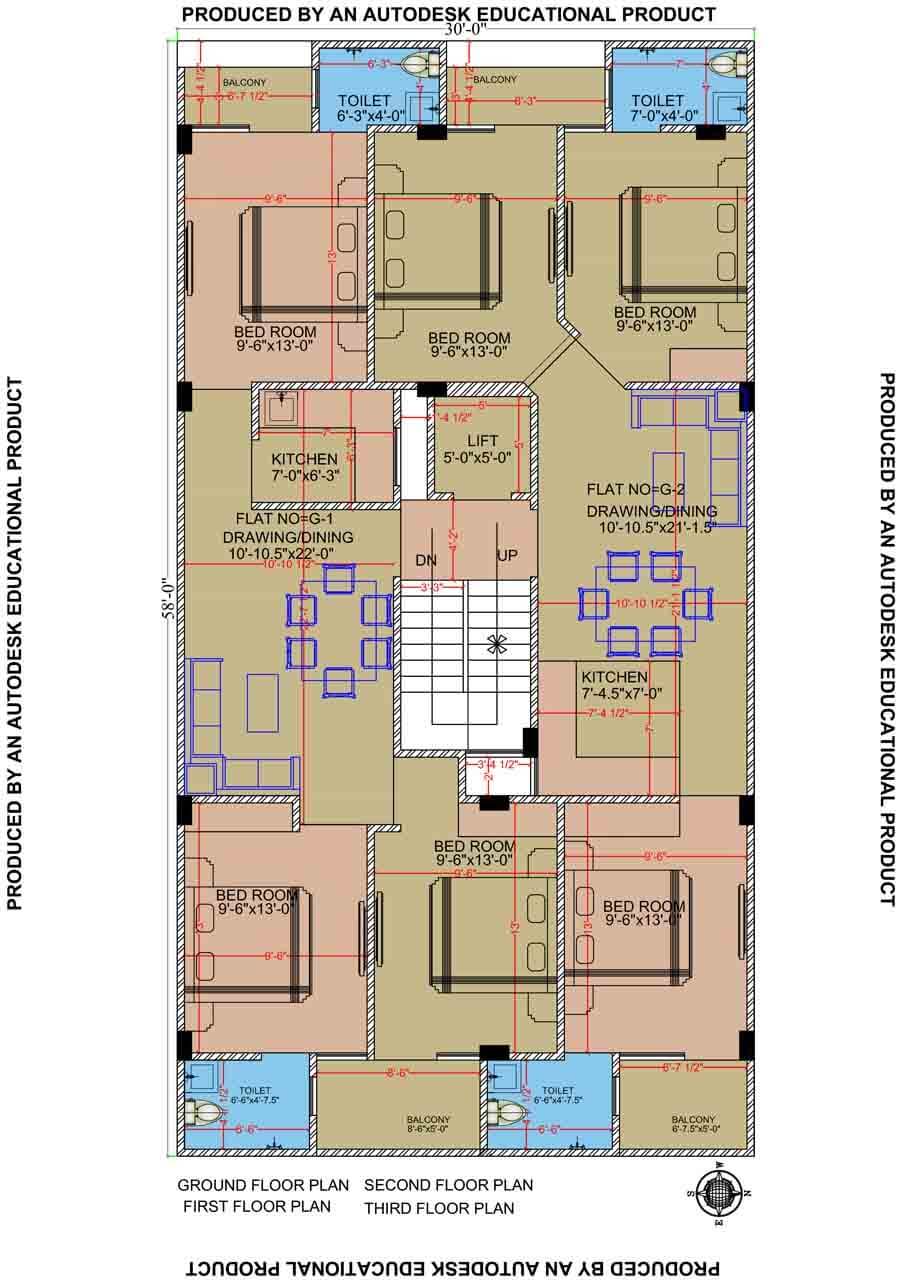 PRODUCED BY AN AUTODESK EDUCATIONAL PRODUCT
30'-0"
BALCONY
6'-7 1/2"
4'-4 1/2"
TOILET
6'-3"x4'-0"
6'-3"
BALCONY
6'-3"
TOILET
7'-0"x4'-0"
7'
9'-6"
9'-6"
9'-6"
13'
BED ROOM
9'-6"x13'-0"
BED ROOM
9'-6"x13'-0"
BED ROOM
9'-6"x13'-0"
KITCHEN
7'-0"x6'-3"
7'
6'-3"
'-4 1/2"
5'
5'
LIFT
5'-0"x5'-0"
FLAT NO=G-1
DRAWING/DINING
10'-10.5"x22'-0"
10'-10 1/2"
FLAT NO=G-2
DRAWING/DINING
10'-10.5"x21'-1.5"
DN
UP
4'-2"
3'-3"
58'-0"
10'-10 1/2"
KITCHEN
7'-4.5"x7'-0"
7'-4 1/2"
7'
3'-4 1/2"
2'
BED ROOM
9'-6"x13'-0"
9'-6"
BED ROOM
9'-6"x13'-0"
9'-6"
BED ROOM
9'-6"x13'-0"
9'-6"
13'
13'
TOILET
6'-6"x4'-7.5"
6'-6"
8'-6"
BALCONY
8'-6"x5'-0"
TOILET
6'-6"x4'-7.5"
6'-6"
6'-7 1/2"
BALCONY
6'-7.5"x5'-0"
GROUND FLOOR PLAN
SECOND FLOOR PLAN
FIRST FLOOR PLAN
THIRD FLOOR PLAN
W
S
N
E
PRODUCED BY AN AUTODESK EDUCATIONAL PRODUCT
PRODUCED BY AN AUTODESK EDUCATIONAL PRODUCT
PRODUCED BY AN AUTODESK EDUCATIONAL PRODUCT